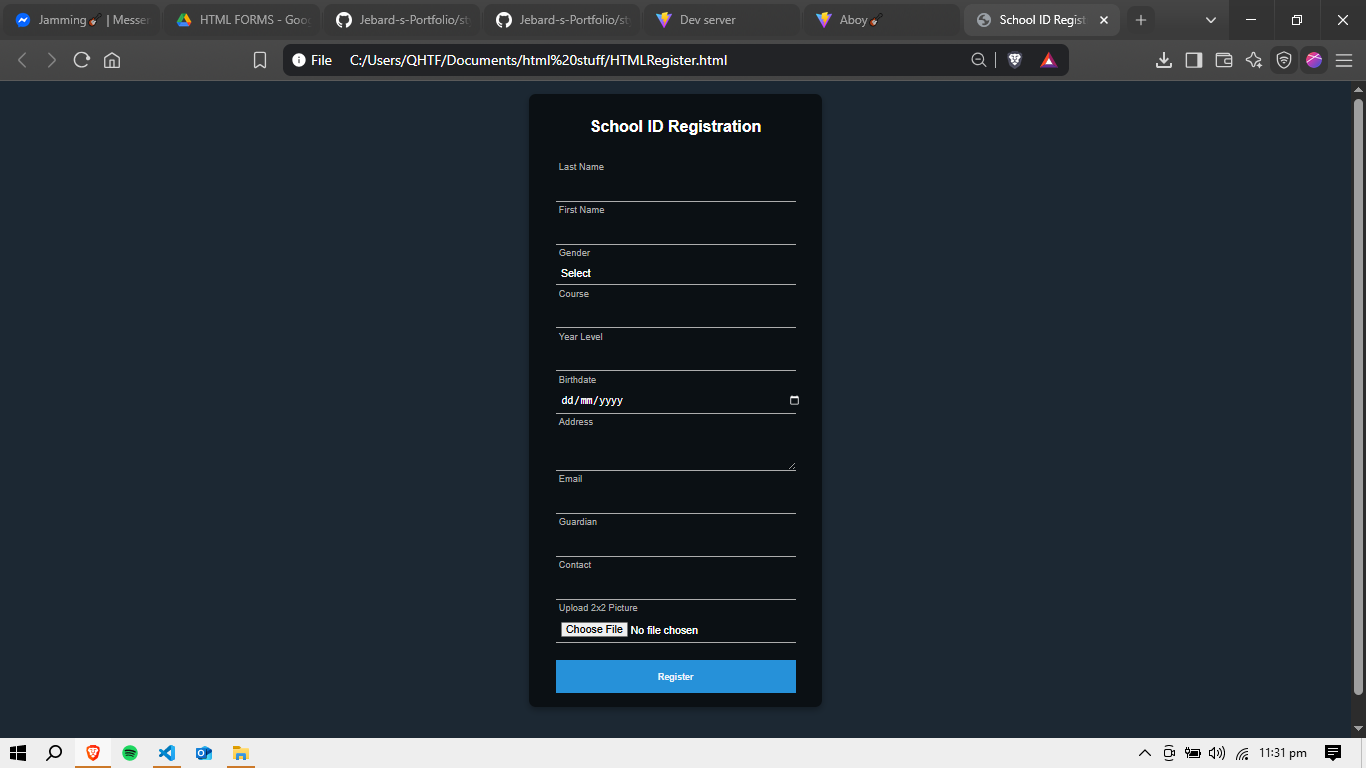 Jamming🎸 | Messen
HTML FORMS - Goo
Jebard-s-Portfolio/st
Jebard-s-Portfolio/st
Dev server
Aboy🎸
School ID Regist
File C:/Users/QHTF/Documents/html%20stuff/HTMLRegister.html
School ID Registration
Last Name
First Name
Gender
Select
Course
Year Level
Birthdate
dd/mm/yyyy
Address
Email
Guardian
Contact
Upload 2x2 Picture
Choose File No file chosen
Register
11:31 pm